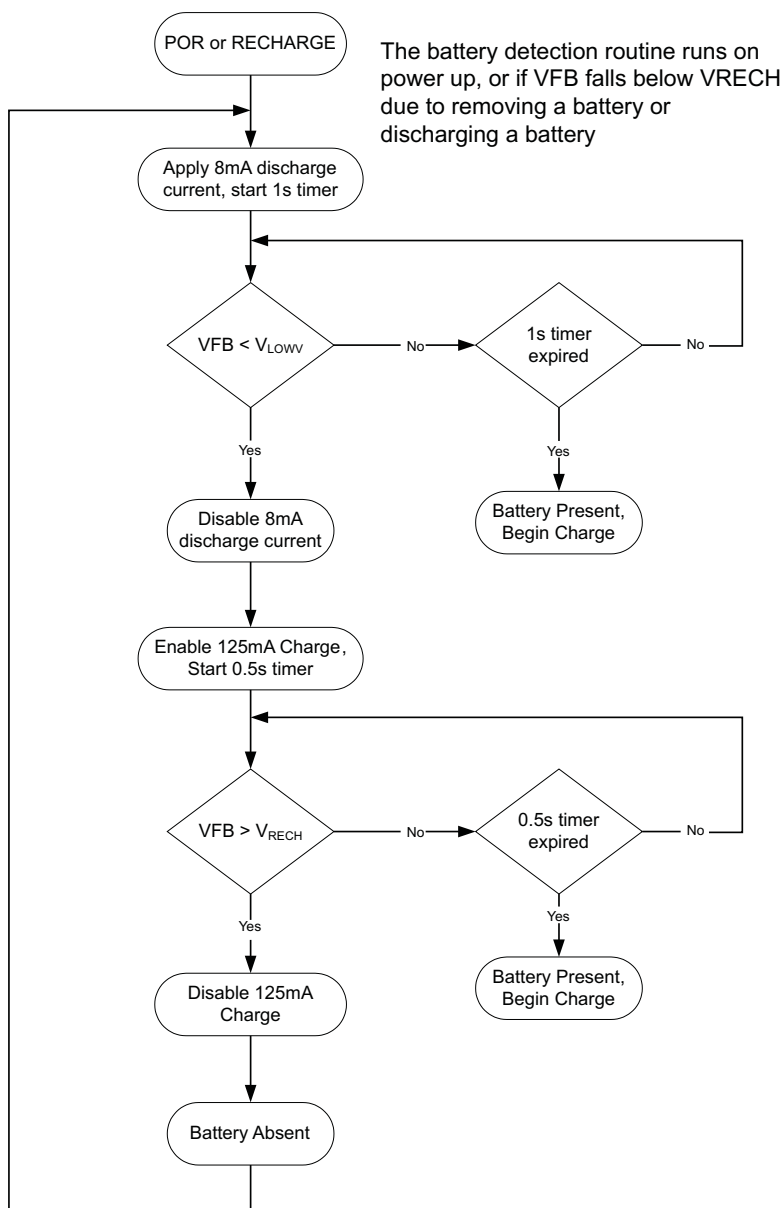 POR or RECHARGE
The battery detection routine runs on
power up, or if VFB falls below VRECH
due to removing a battery or
discharging a battery
Apply 8mA discharge
current, start 1s timer
VFB < VLOWV
No
1s timer
expired
No
Yes
Yes
Disable 8mA
discharge current
Battery Present,
Begin Charge
Enable 125mA Charge,
Start 0.5s timer
VFB > VRECH
No
0.5s timer
expired
No
Yes
Yes
Disable 125mA
Charge
Battery Present,
Begin Charge
Battery Absent